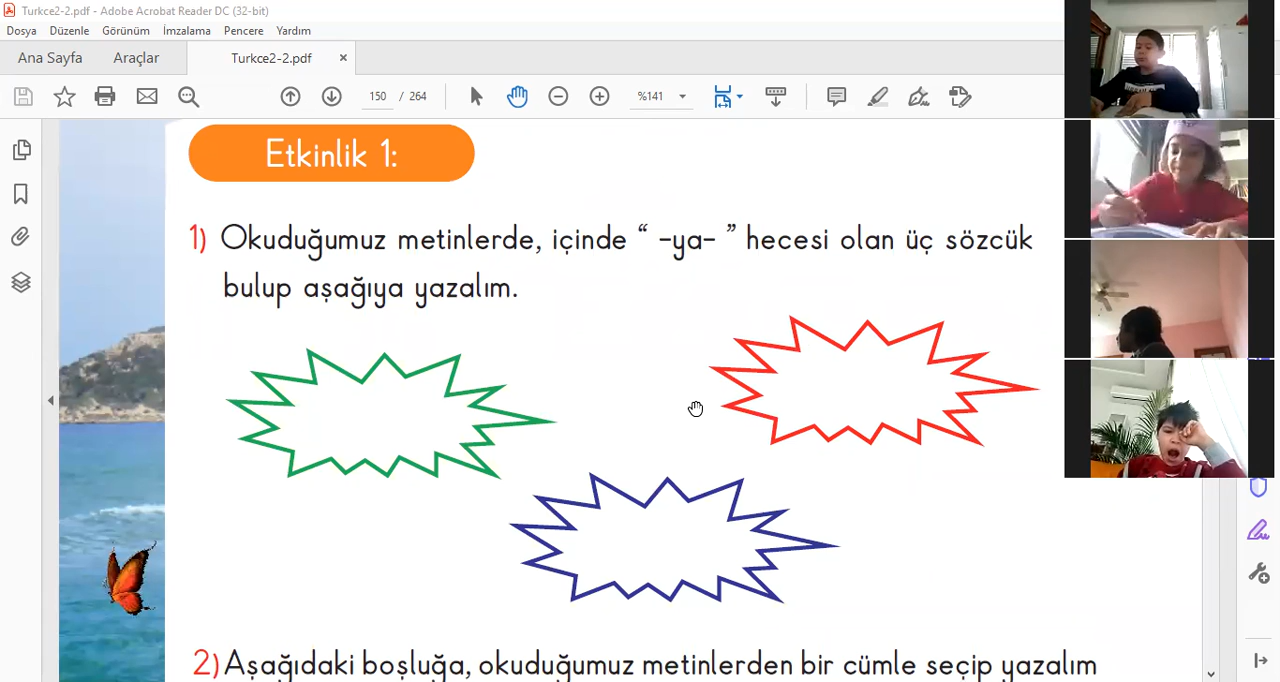 Turkce2-2.pdf - Adobe Acrobat Reader DC (32-bit)
Dosya Düzenle Görünüm İmzalama Pencere Yardım
Ana Sayfa Araçlar Turkce2-2.pdf ×
150 / 264 %141
Etkinlik 1:
1) Okuduğumuz metinlerde, içinde “ -ya- ” hecesi olan üç sözcük
bulup aşağıya yazalım.
2) Aşağıdaki boşluğa, okuduğumuz metinlerden bir cümle seçip yazalım